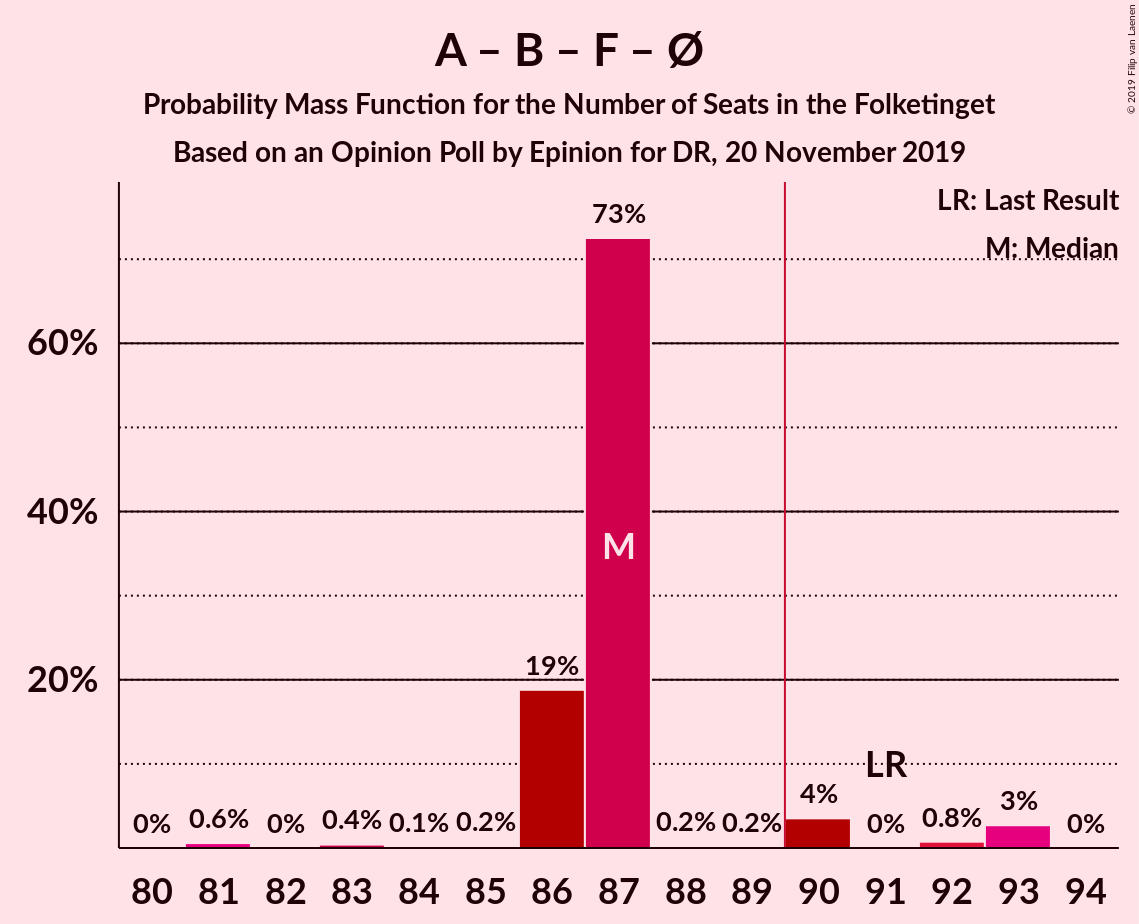 A – B – F – Ø
Probability Mass Function for the Number of Seats in the Folketinget
Based on an Opinion Poll by Epinion for DR, 20 November 2019
© 2019 Filip van Laenen
LR: Last Result
M: Median
60%
40%
20%
0%
0.6%
0%
0.4%
0.1%
0.2%
19%
73%
0.2%
0.2%
4%
0%
0.8%
3%
0%
M
LR
80 81 82 83 84 85 86 87 88 89 90 91 92 93 94